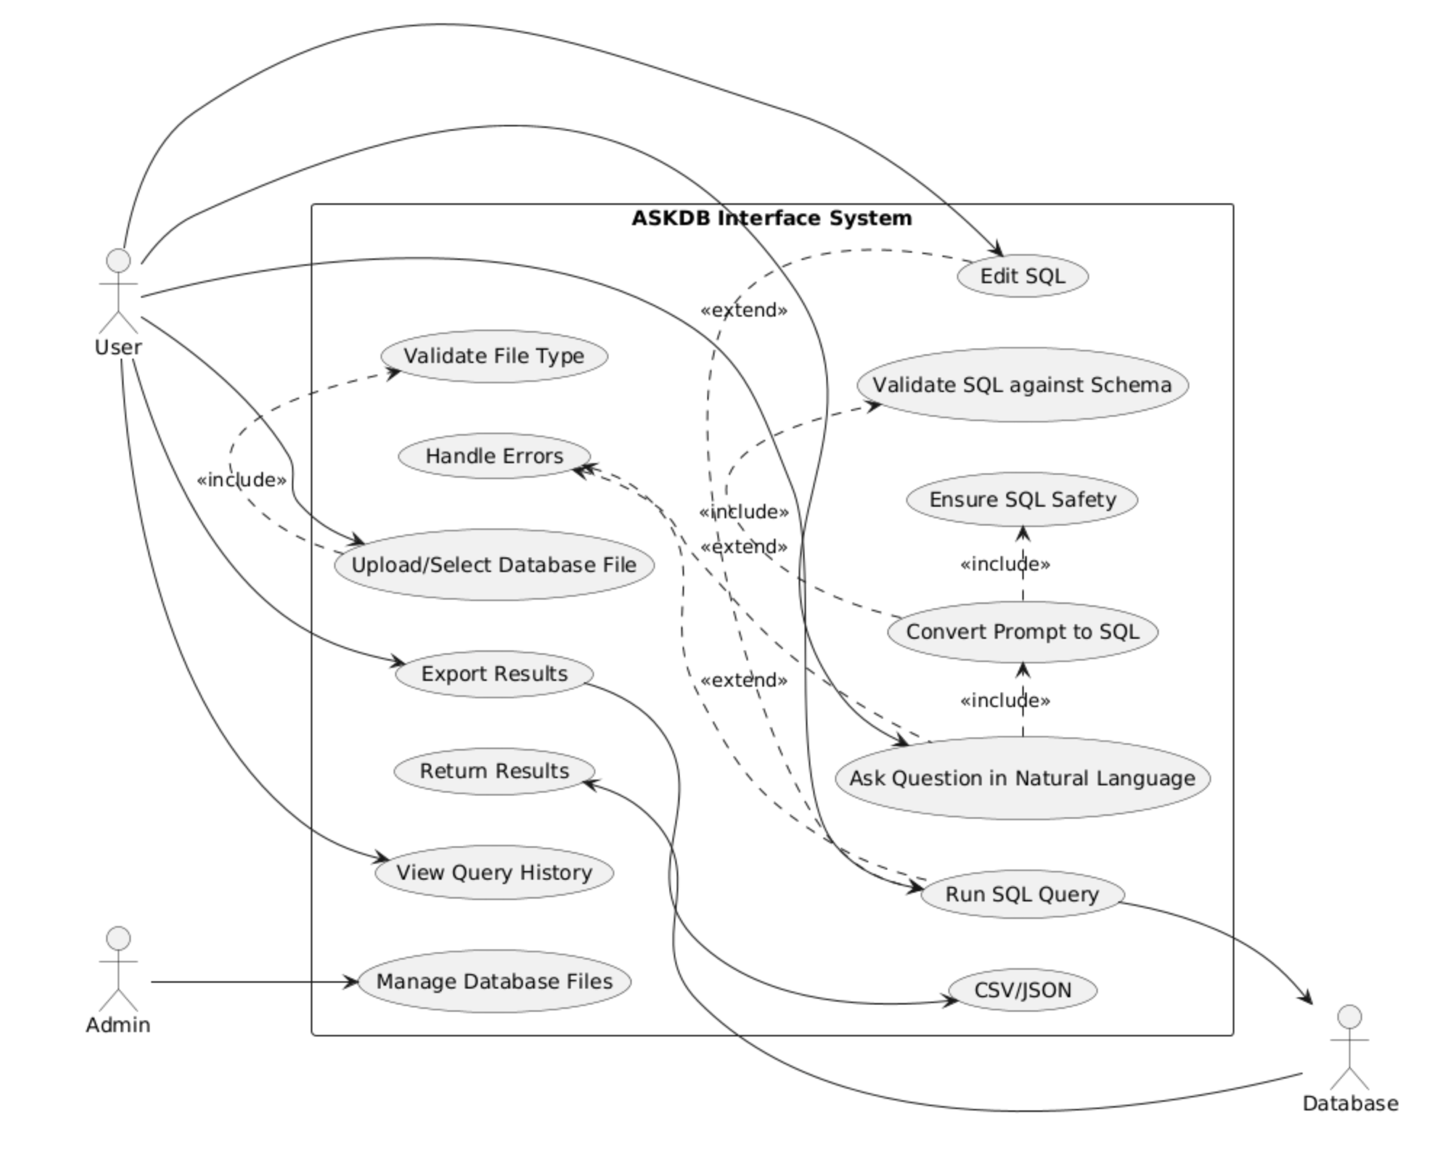 ASKDB Interface System
Edit SQL
«extend»
User
Validate File Type
Validate SQL against Schema
Handle Errors
«include»
Ensure SQL Safety
«include»
«extend»
Upload/Select Database File
«include»
Convert Prompt to SQL
Export Results
«extend»
«include»
Return Results
Ask Question in Natural Language
View Query History
Run SQL Query
Manage Database Files
CSV/JSON
Admin
Database